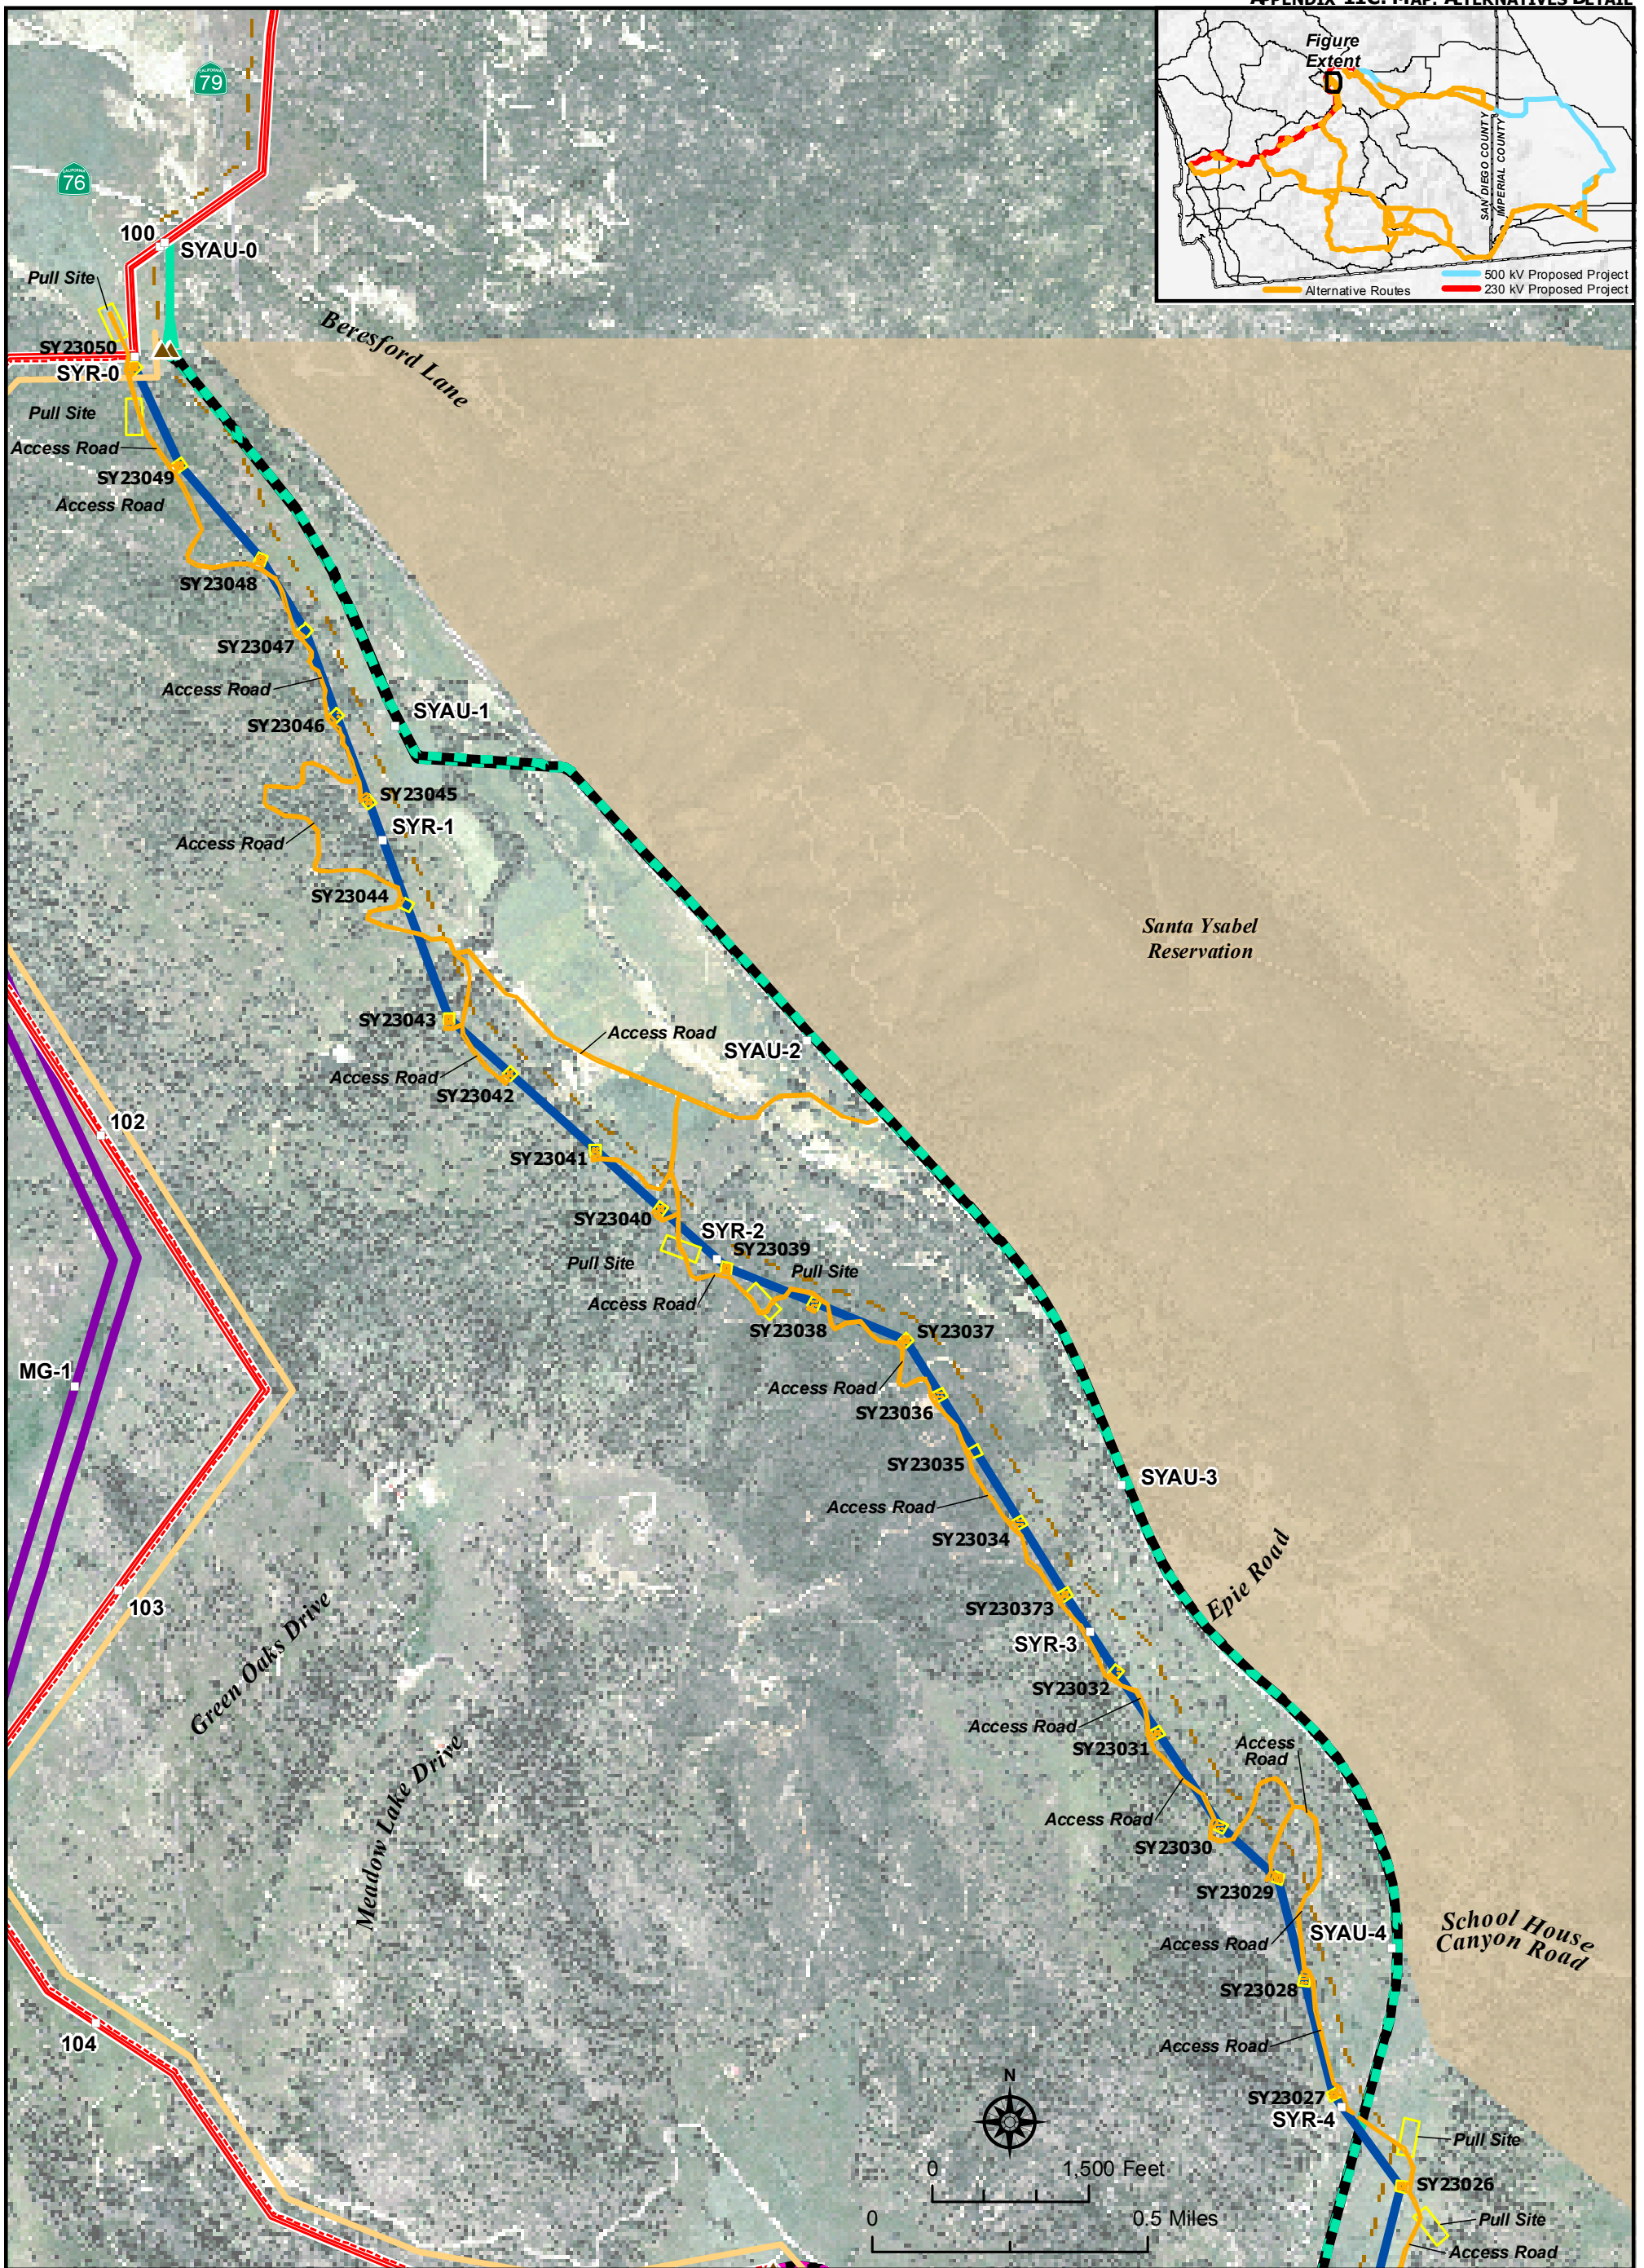 APPENDIX 11C. MAP: ALTERNATIVES DETAIL
Figure
Extent
SAN DIEGO COUNTY
IMPERIAL COUNTY
500 kV Proposed Project
Alternative Routes
230 kV Proposed Project
CALIFORNIA
79
CALIFORNIA
76
100
SYAU-0
Pull Site
Beresford Lane
SY23050
SYR-0
Pull Site
Access Road
SY23049
Access Road
SY23048
SY23047
Access Road
SYAU-1
SY23046
SY23045
SYR-1
Access Road
SY23044
Santa Ysabel
Reservation
SY23043
Access Road
SYAU-2
Access Road
SY23042
102
SY23041
SY23040
SYR-2
SY23039
Pull Site
Pull Site
Access Road
SY23038
SY23037
MG-1
Access Road
SY23036
SY23035
SYAU-3
Access Road
SY23034
Epie Road
103
SY230373
Green Oaks Drive
SYR-3
SY23032
Access Road
SY23031
Access
Road
Meadow Lake Drive
Access Road
SY23030
SY23029
SYAU-4
School House
Canyon Road
Access Road
SY23028
104
Access Road
N
SY23027
SYR-4
Pull Site
0 1,500 Feet
SY23026
0 0.5 Miles
Pull Site
Access Road